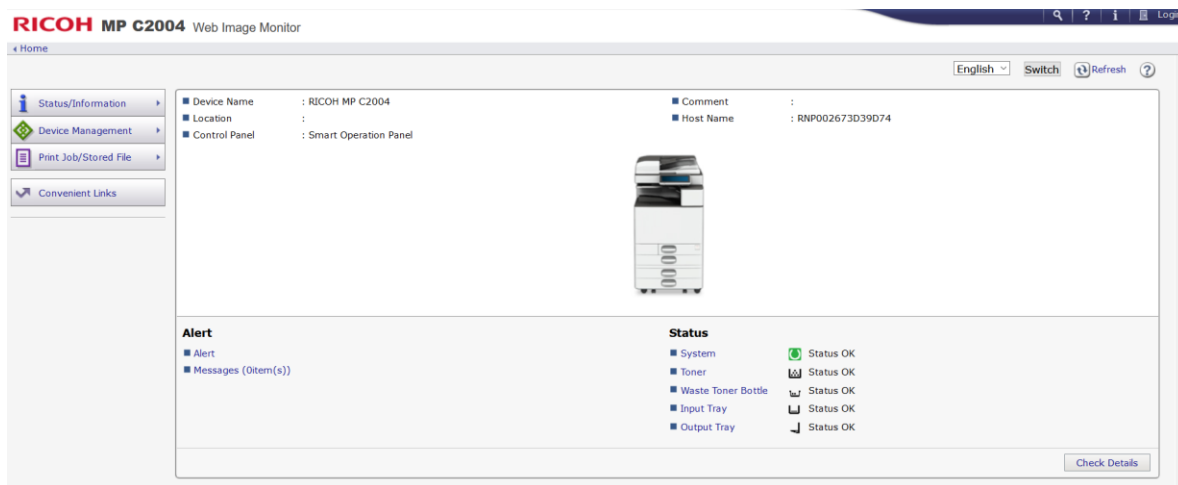 RICOH MP C2004 Web Image Monitor
? i Login
Home
English Switch Refresh ?
Status/Information
Device Management
Print Job/Stored File
Convenient Links
Device Name : RICOH MP C2004
Location :
Control Panel : Smart Operation Panel
Comment :
Host Name : RNP002673D39D74
Alert
Alert
Messages (0item(s))
Status
System Status OK
Toner Status OK
Waste Toner Bottle Status OK
Input Tray Status OK
Output Tray Status OK
Check Details